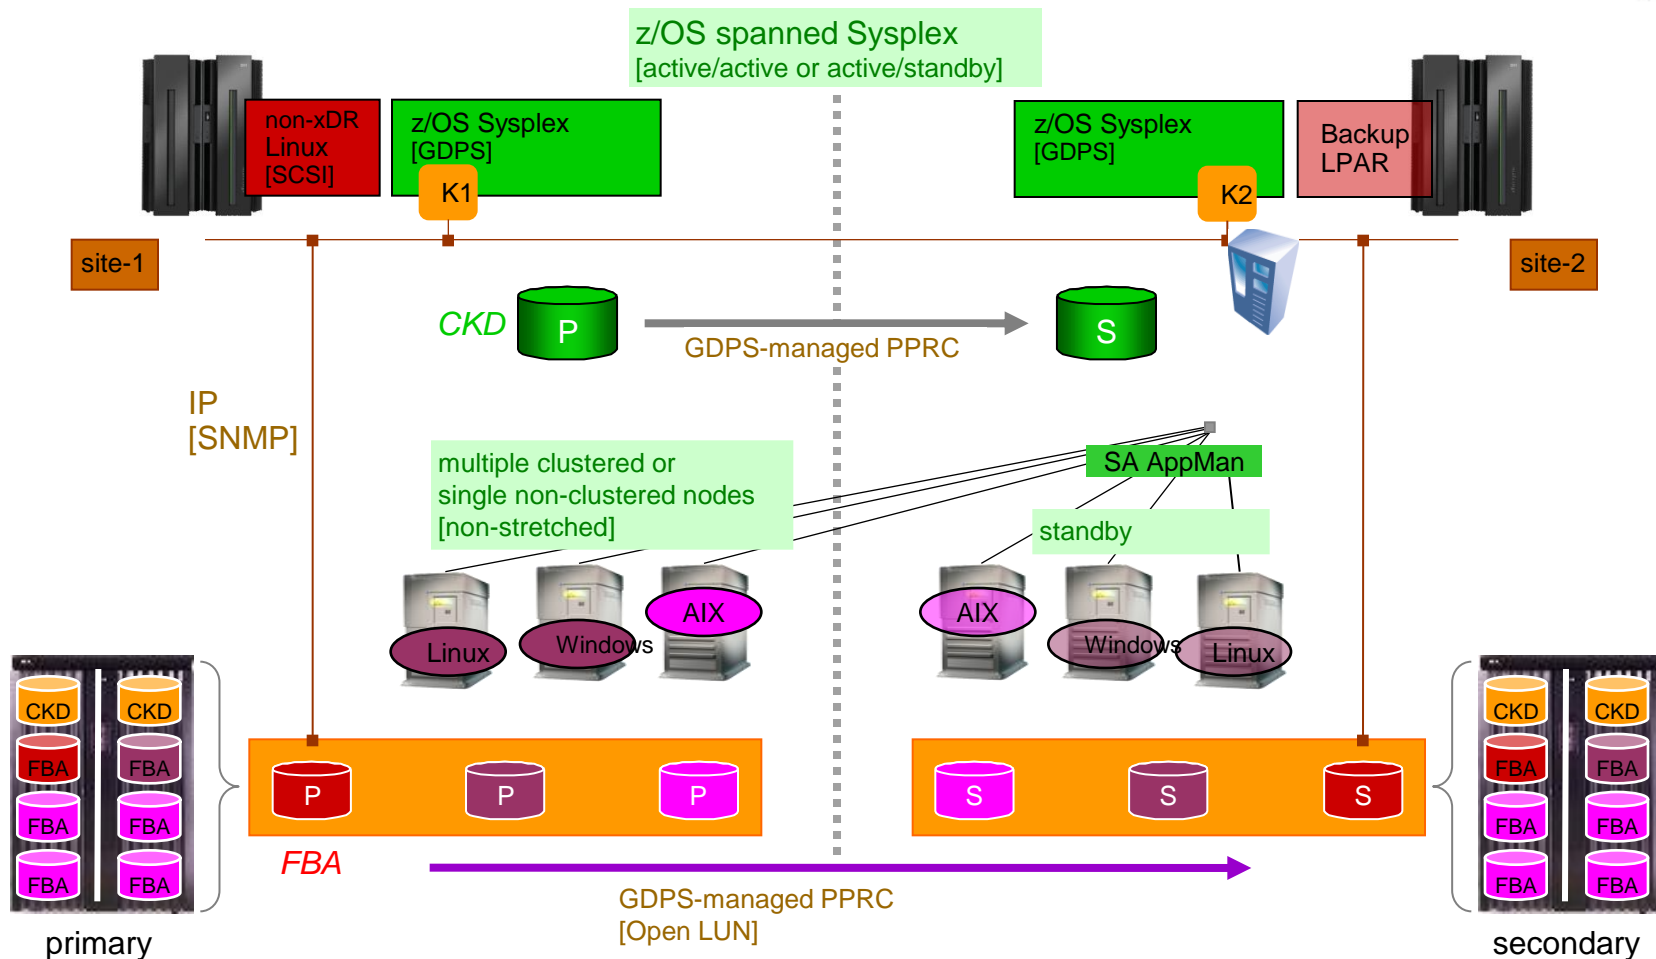 z/OS spanned Sysplex
[active/active or active/standby]
non-xDR
Linux
[SCSI]
z/OS Sysplex
[GDPS]
K1
z/OS Sysplex
[GDPS]
K2
Backup
LPAR
site-1
site-2
CKD
P
S
GDPS-managed PPRC
IP
[SNMP]
multiple clustered or
single non-clustered nodes
[non-stretched]
SA AppMan
standby
Linux
Windows
AIX
AIX
Windows
Linux
CKD
CKD
FBA
FBA
FBA
FBA
FBA
FBA
P
P
P
S
S
S
CKD
CKD
FBA
FBA
FBA
FBA
FBA
FBA
FBA
GDPS-managed PPRC
[Open LUN]
primary
secondary